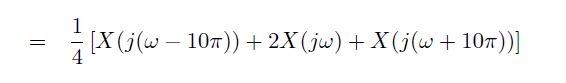 = 1/4 [X(j(ω − 10π)) + 2X(jω) + X(j(ω + 10π))]